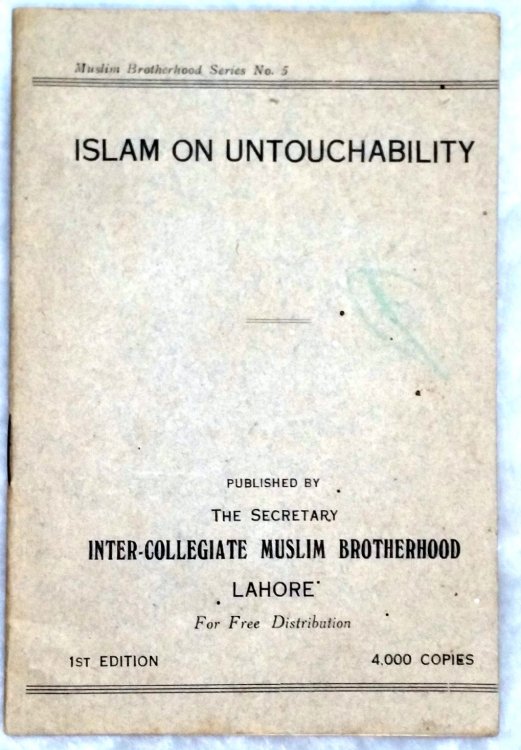 Muslim Brotherhood Series No. 5
ISLAM ON UNTOUCHABILITY
PUBLISHED BY
THE SECRETARY
INTER-COLLEGIATE MUSLIM BROTHERHOOD
LAHORE
For Free Distribution
1ST EDITION 4,000 COPIES